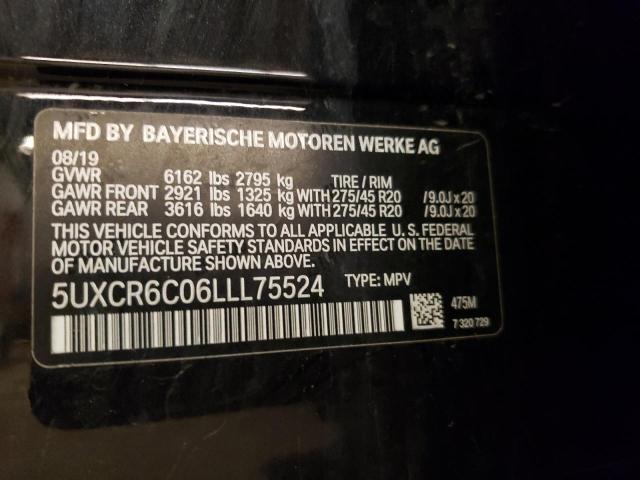 MFD BY BAYERISCHE MOTOREN WERKE AG
08/19
GVWR 6162 lbs 2795 kg TIRE / RIM
GAWR FRONT 2921 lbs 1325 kg WITH 275/45 R20 /9.0J x 20
GAWR REAR 3616 lbs 1640 kg WITH 275/45 R20 /9.0J x 20
THIS VEHICLE CONFORMS TO ALL APPLICABLE U. S. FEDERAL
MOTOR VEHICLE SAFETY STANDARDS IN EFFECT ON THE DATE
OF MANUFACTURE SHOWN ABOVE.
5UXCR6C06LLL75524 TYPE: MPV
475M
7 320 729